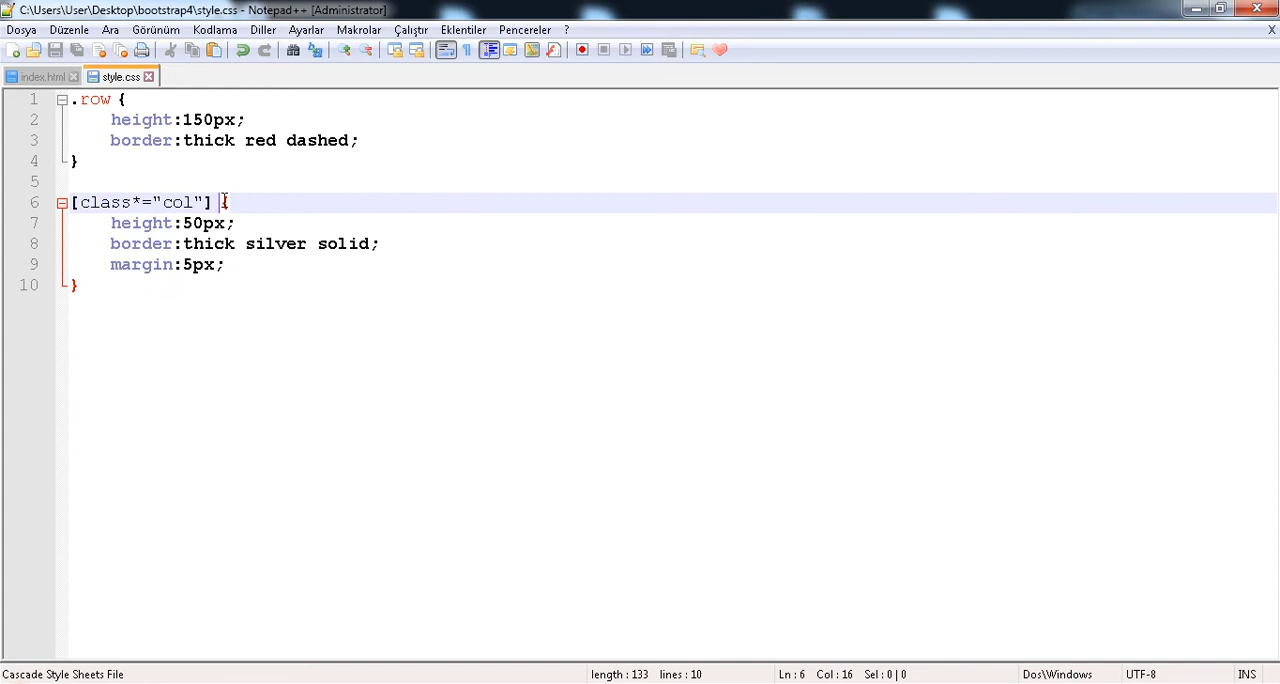 C:\Users\User\Desktop\bootstrap4\style.css - Notepad++ [Administrator]
Dosya Düzenle Ara Görünüm Kodlama Diller Ayarlar Makrolar Çalıştır Eklentiler Pencereler ? X
index.html style.css
1 .row {
2 height:150px;
3 border:thick red dashed;
4 }
5
6 [class*="col"] {
7 height:50px;
8 border:thick silver solid;
9 margin:5px;
10 }
Cascade Style Sheets File length : 133 lines : 10 Ln : 6 Col : 16 Sel : 0 | 0 Dos\Windows UTF-8 INS